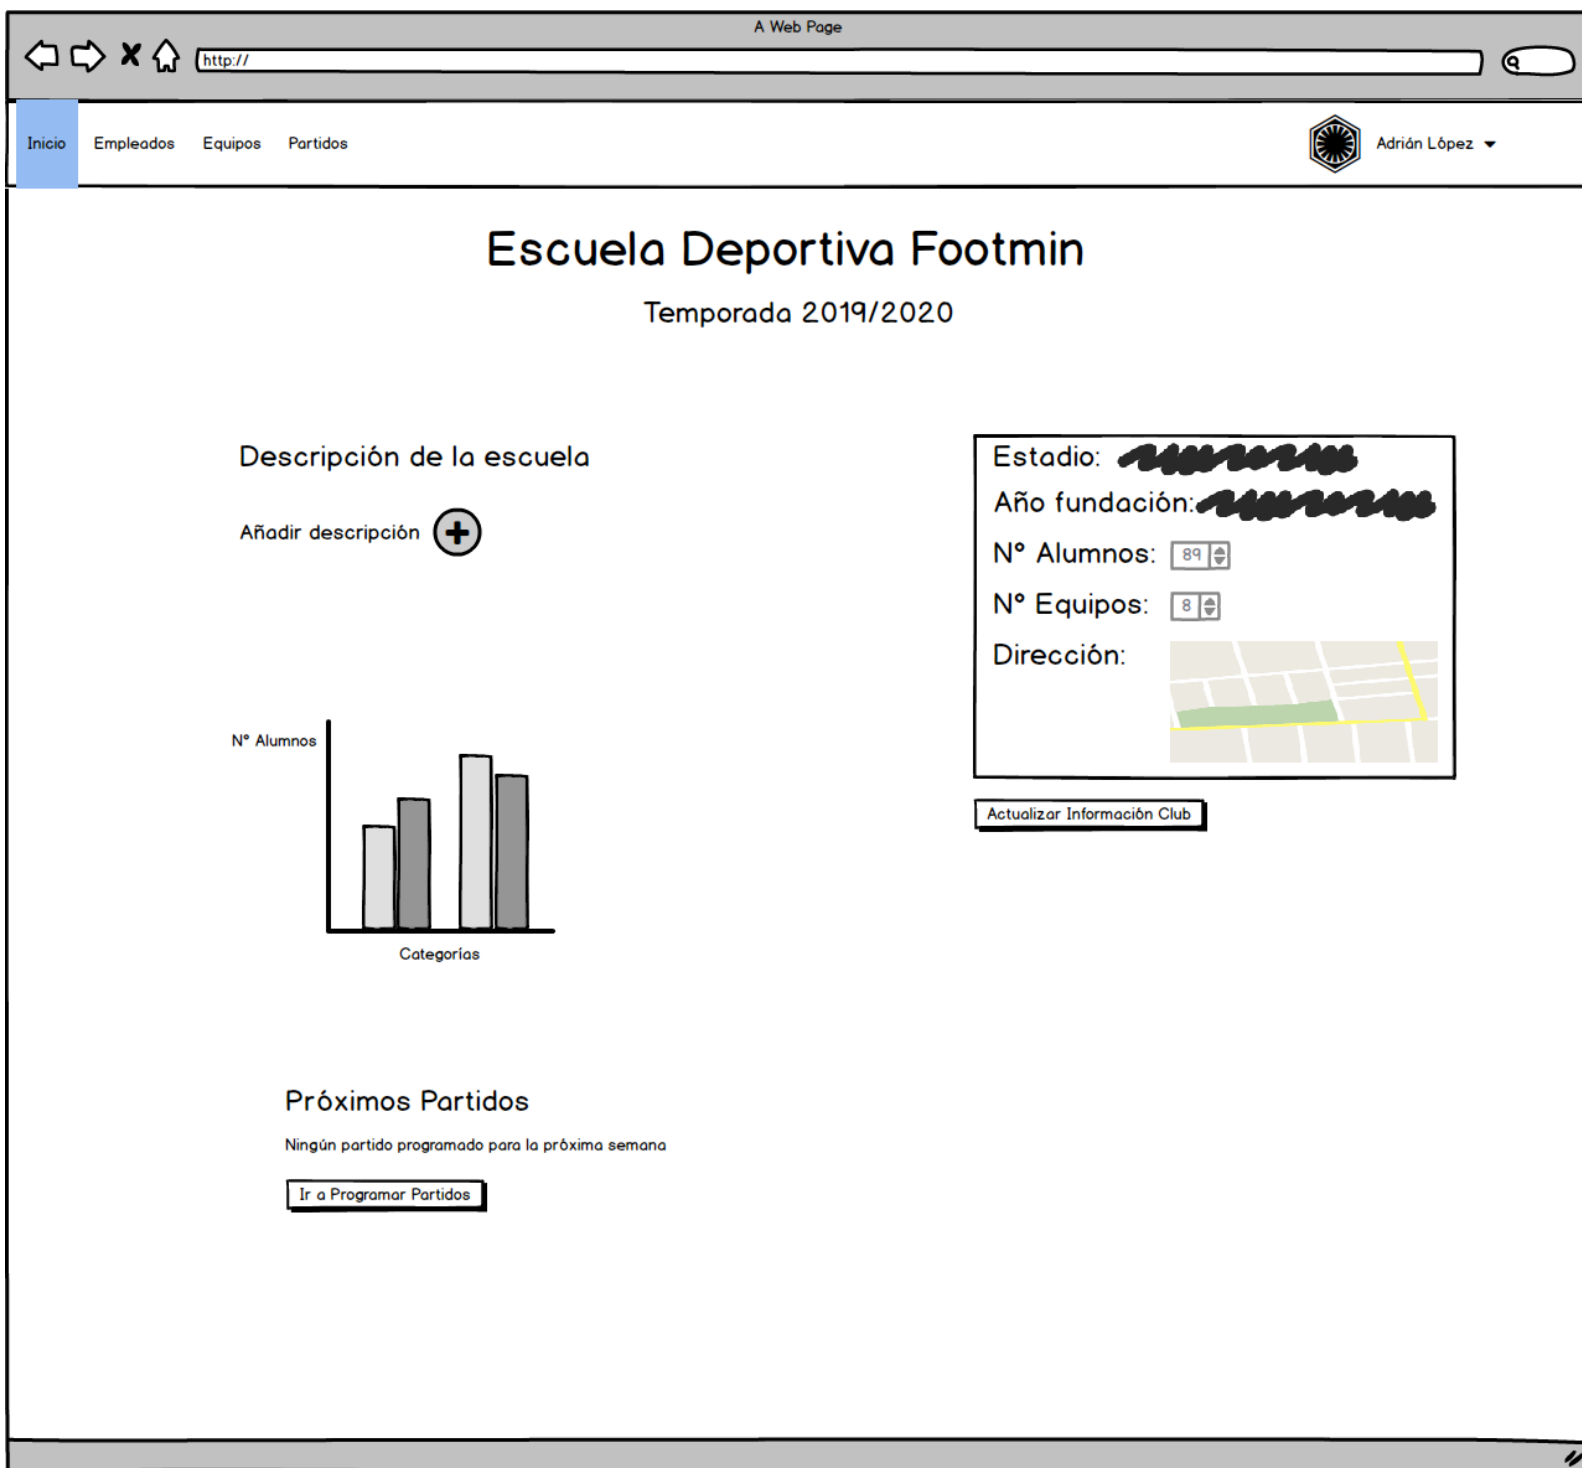 A Web Page
http://
Inicio Empleados Equipos Partidos Adrián López
Escuela Deportiva Footmin
Temporada 2019/2020
Descripción de la escuela
Añadir descripción
Estadio:
Año fundación:
Nº Alumnos: 89
Nº Equipos: 8
Dirección:
Actualizar Información Club
Nº Alumnos
Categorías
Próximos Partidos
Ningún partido programado para la próxima semana
Ir a Programar Partidos